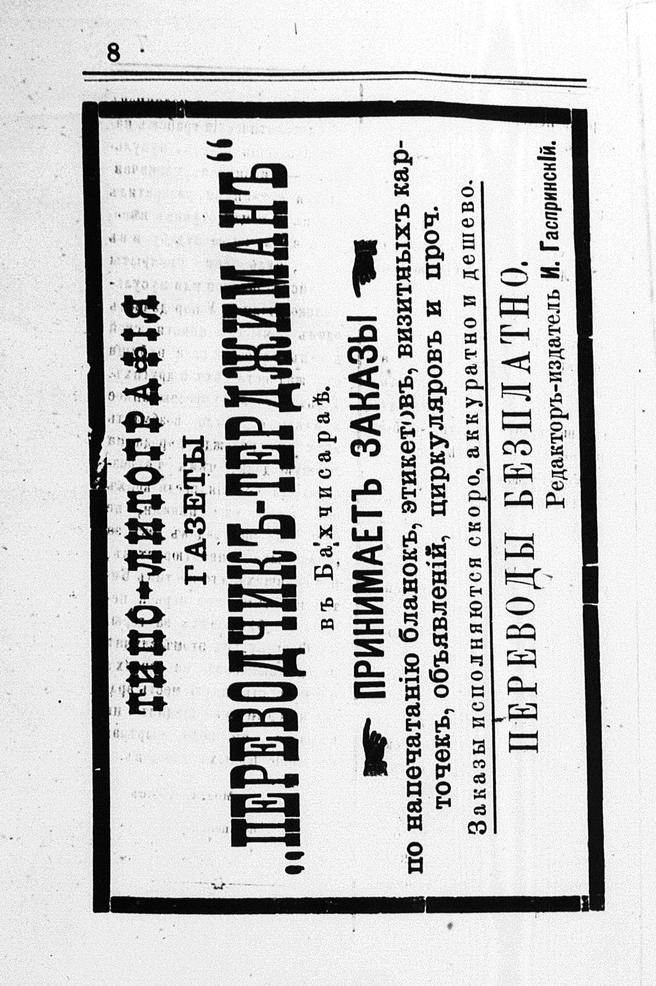 8
ТИПО-ЛИТОГРАФІЯ
ГАЗЕТЫ
„ПЕРЕВОДЧИКЪ-ТЕРДЖИМАНЪ“
въ Бахчисараѣ.
ПРИНИМАЕТЪ ЗАКАЗЫ
по напечатанію бланокъ, этикетовъ, визитныхъ кар-
точекъ, объявленій, циркуляровъ и проч.
Заказы исполняются скоро, аккуратно и дешево.
ПЕРЕВОДЫ БЕЗПЛАТНО.
Редакторъ-издатель И. Гаспринскій.